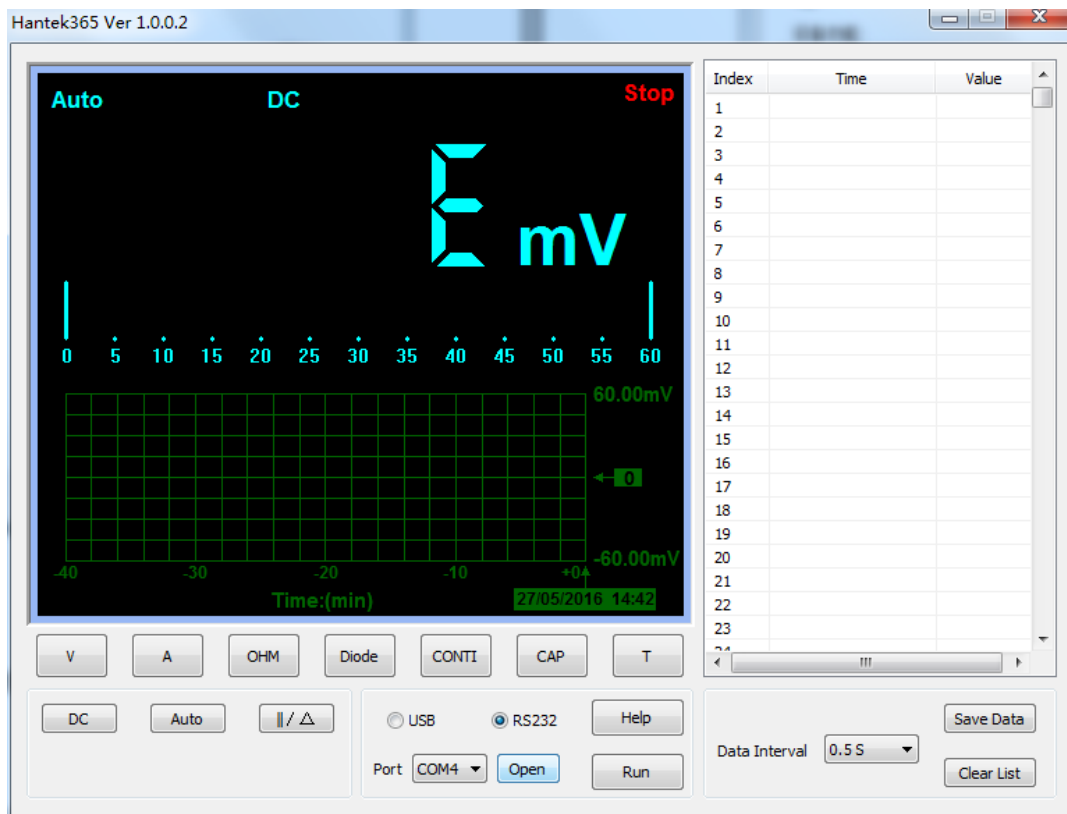 Hantek365 Ver 1.0.0.2
Auto DC Stop
E mV
0 5 10 15 20 25 30 35 40 45 50 55 60
60.00mV
0
-60.00mV
-40 -30 -20 -10 +0
Time:(min) 27/05/2016 14:42
Index Time Value
1
2
3
4
5
6
7
8
9
10
11
12
13
14
15
16
17
18
19
20
21
22
23
V A OHM Diode CONTI CAP T
DC Auto
USB RS232 Help
Port COM4 Open Run
Data Interval 0.5 S
Save Data
Clear List